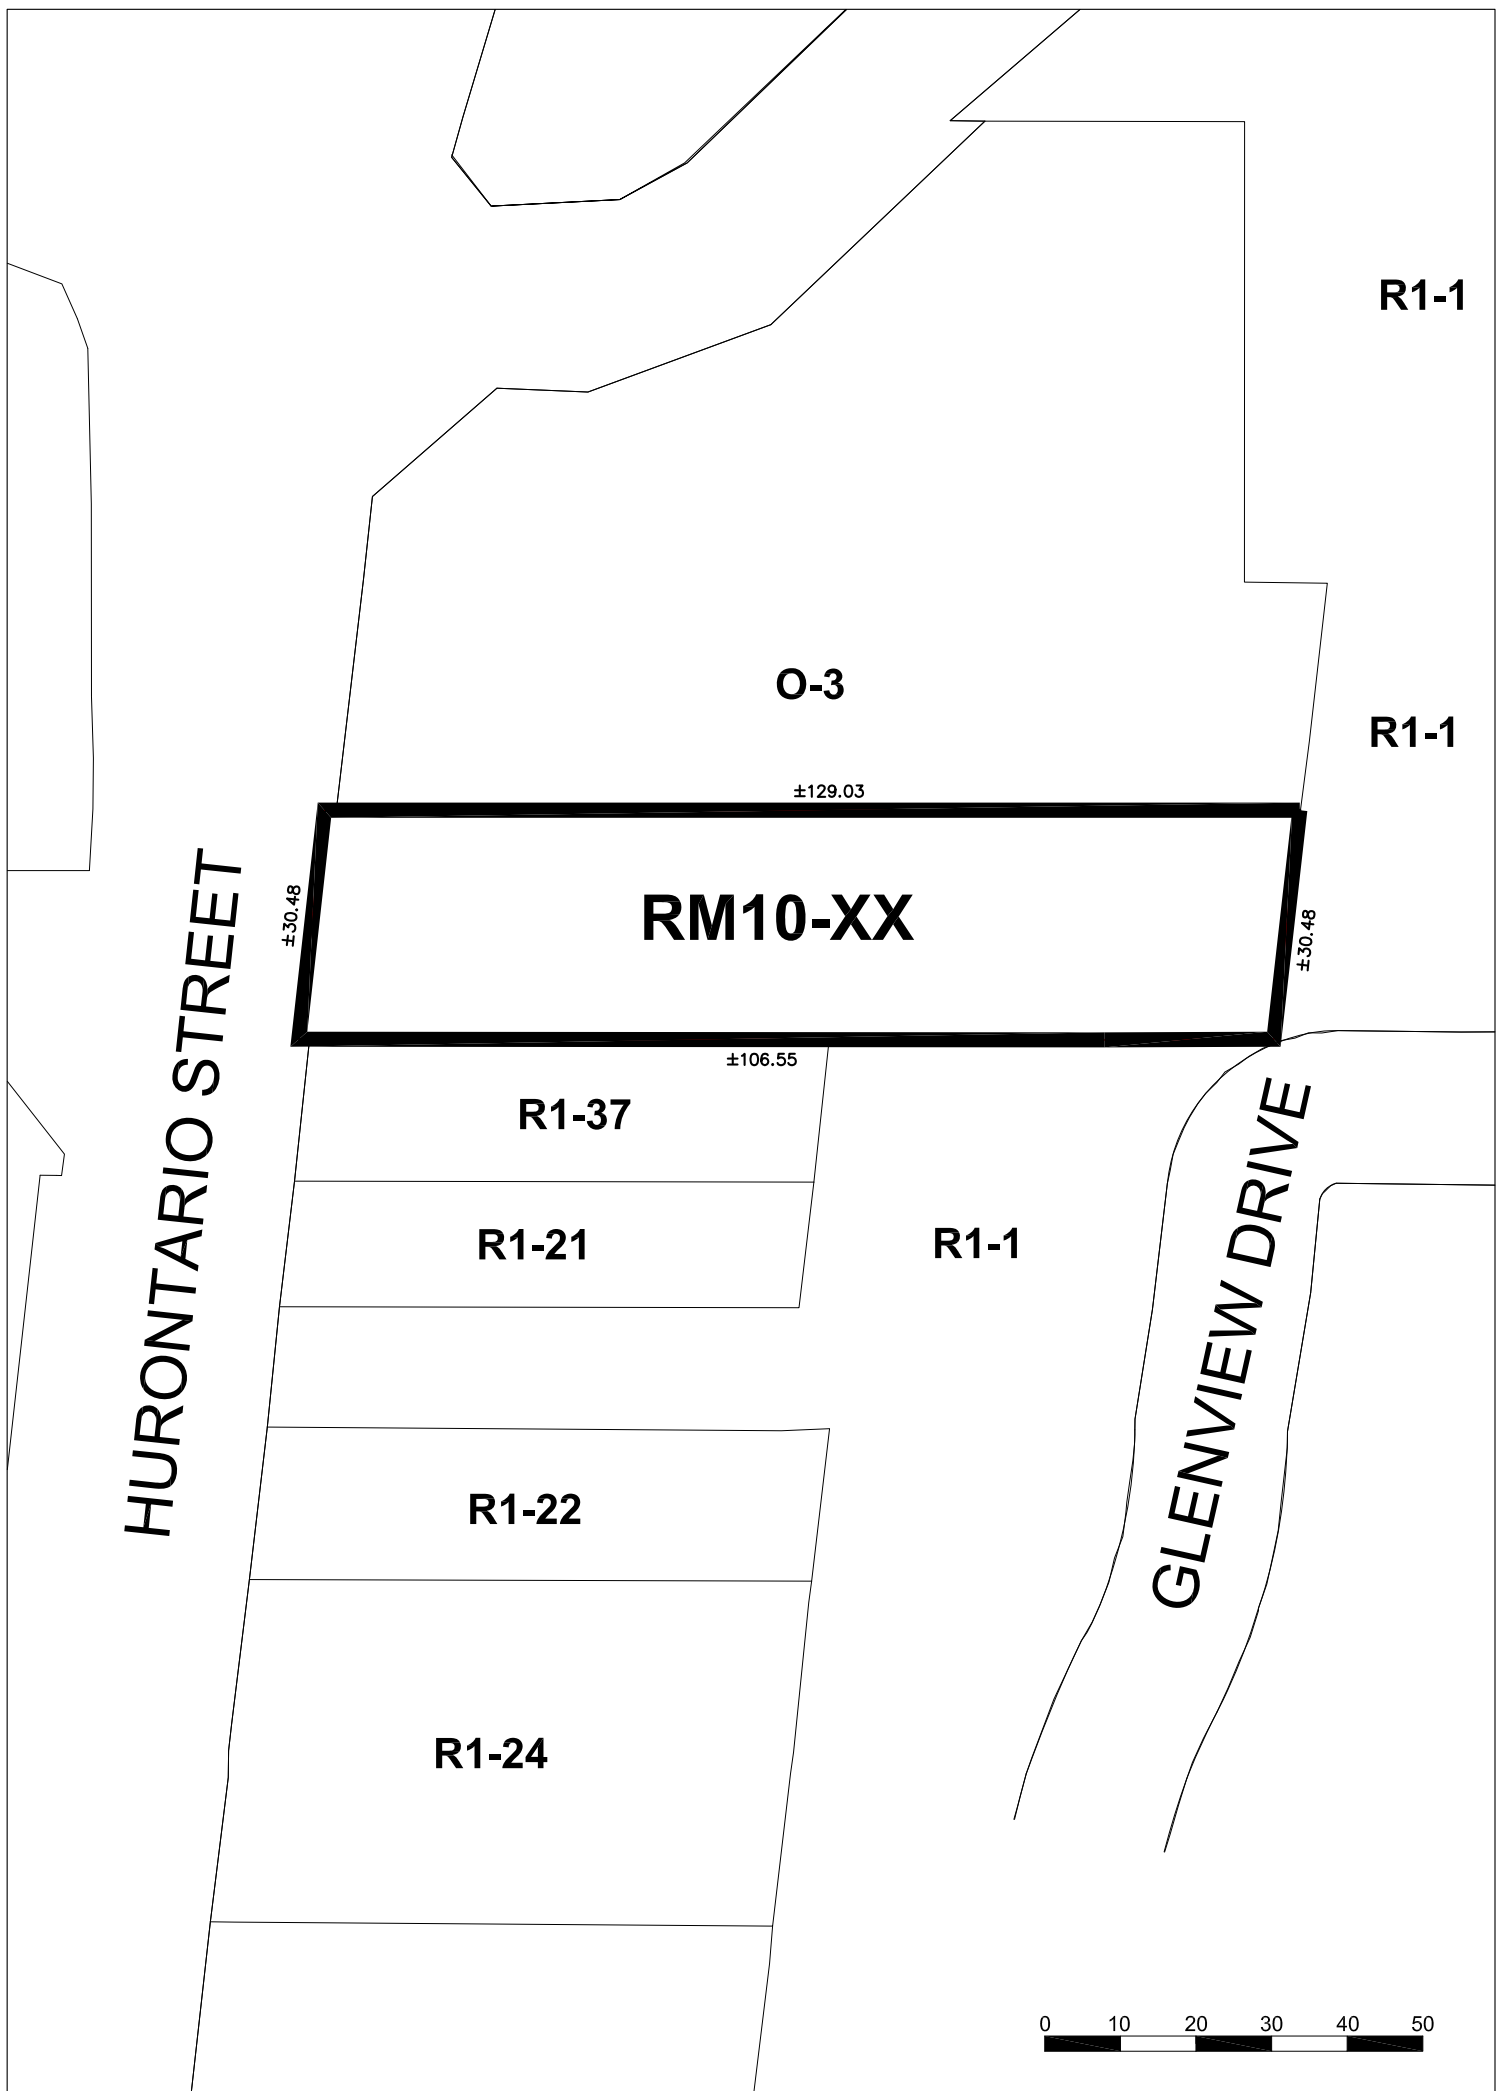 R1-1
O-3
R1-1
±129.03
±30.48
RM10-XX
±30.48
±106.55
HURONTARIO STREET
R1-37
GLENVIEW DRIVE
R1-21
R1-1
R1-22
R1-24
0 10 20 30 40 50